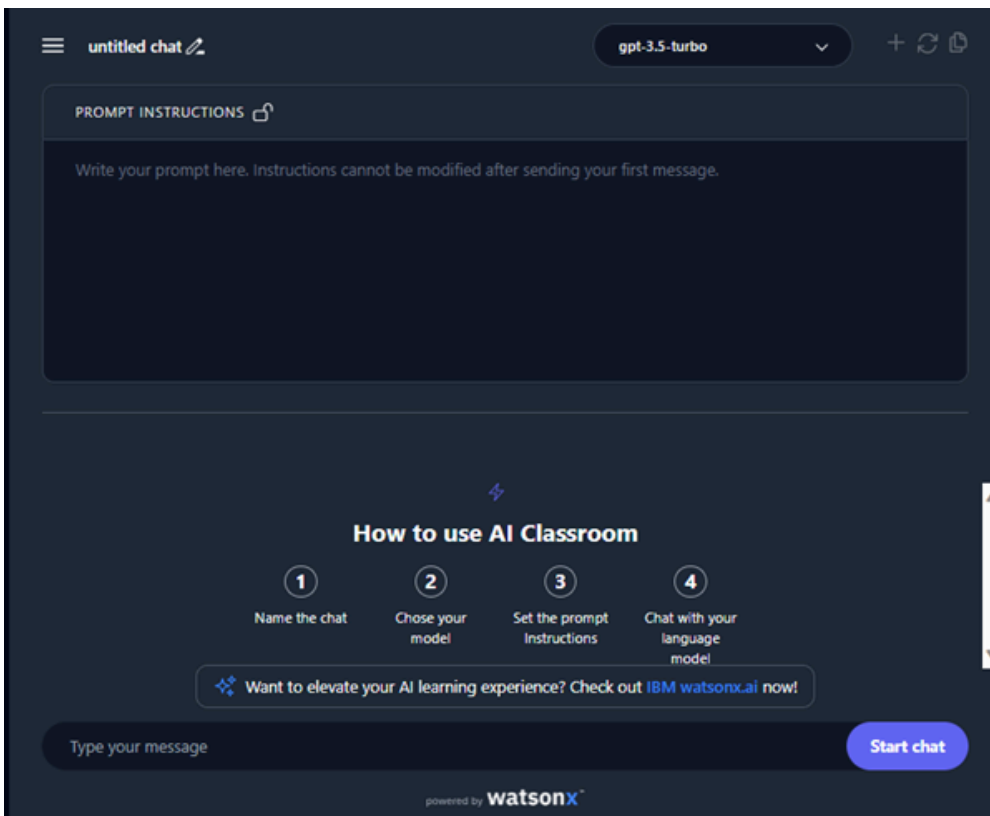 untitled chat
gpt-3.5-turbo
PROMPT INSTRUCTIONS
Write your prompt here. Instructions cannot be modified after sending your first message.
How to use AI Classroom
1
Name the chat
2
Chose your
model
3
Set the prompt
Instructions
4
Chat with your
language
model
Want to elevate your AI learning experience? Check out IBM watsonx.ai now!
Type your message
Start chat
powered by watsonx™